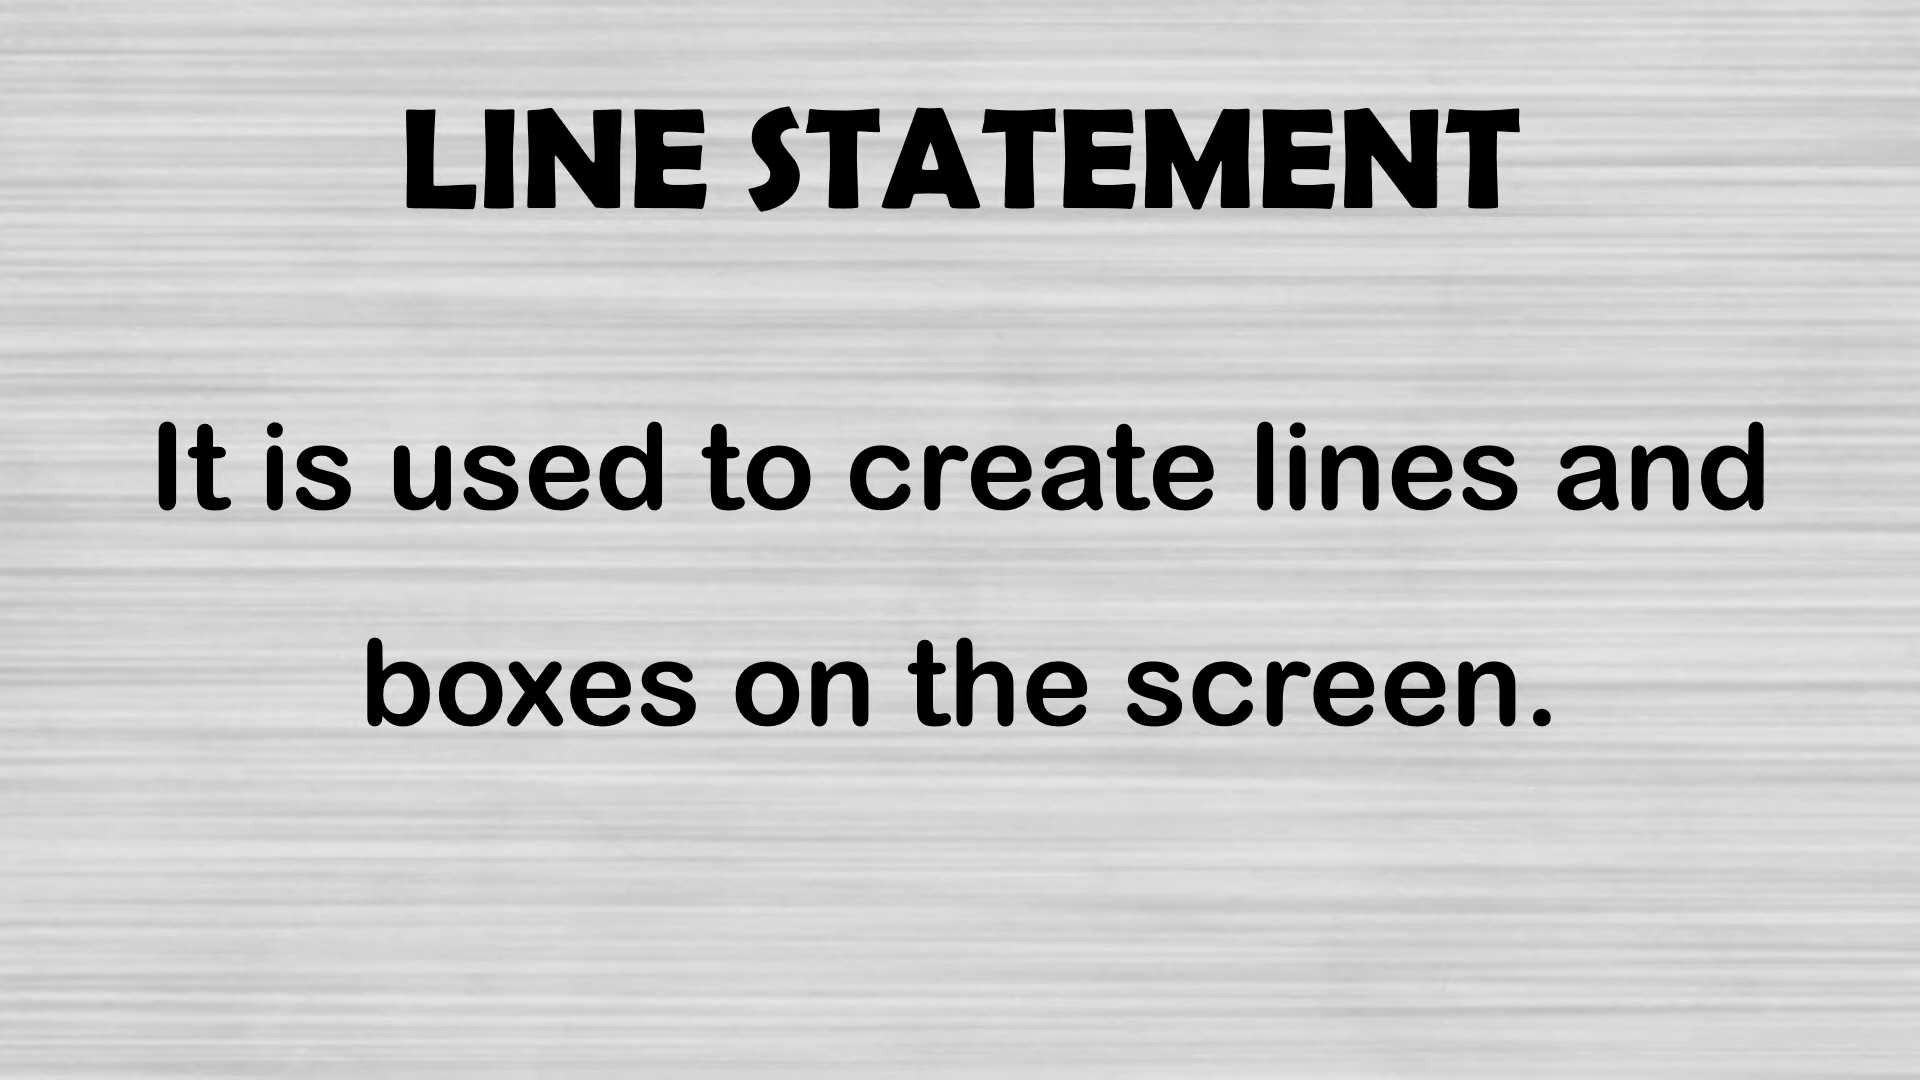 LINE STATEMENT
It is used to create lines and
boxes on the screen.